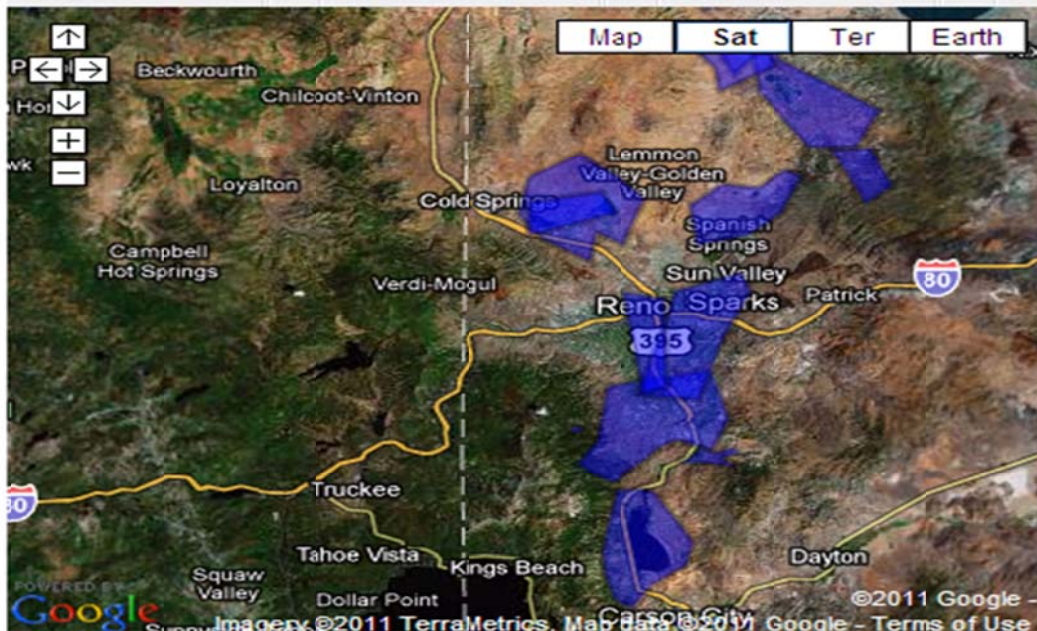 Map Sat Ter Earth
Beckwourth
Chilcoot-Vinton
Lemmon
Valley-Golden
Valley
Loyalton
Cold Springs
Spanish
Springs
Campbell
Hot Springs
Sun Valley
Verdi-Mogul
80
Patrick
Reno Sparks
395
Truckee
80
Tahoe Vista
Kings Beach
Dayton
Squaw
Valley
Dollar Point
POWERED BY
Google
©2011 Google -
Carson City
Imagery ©2011 TerraMetrics, Map data ©2011 Google - Terms of Use